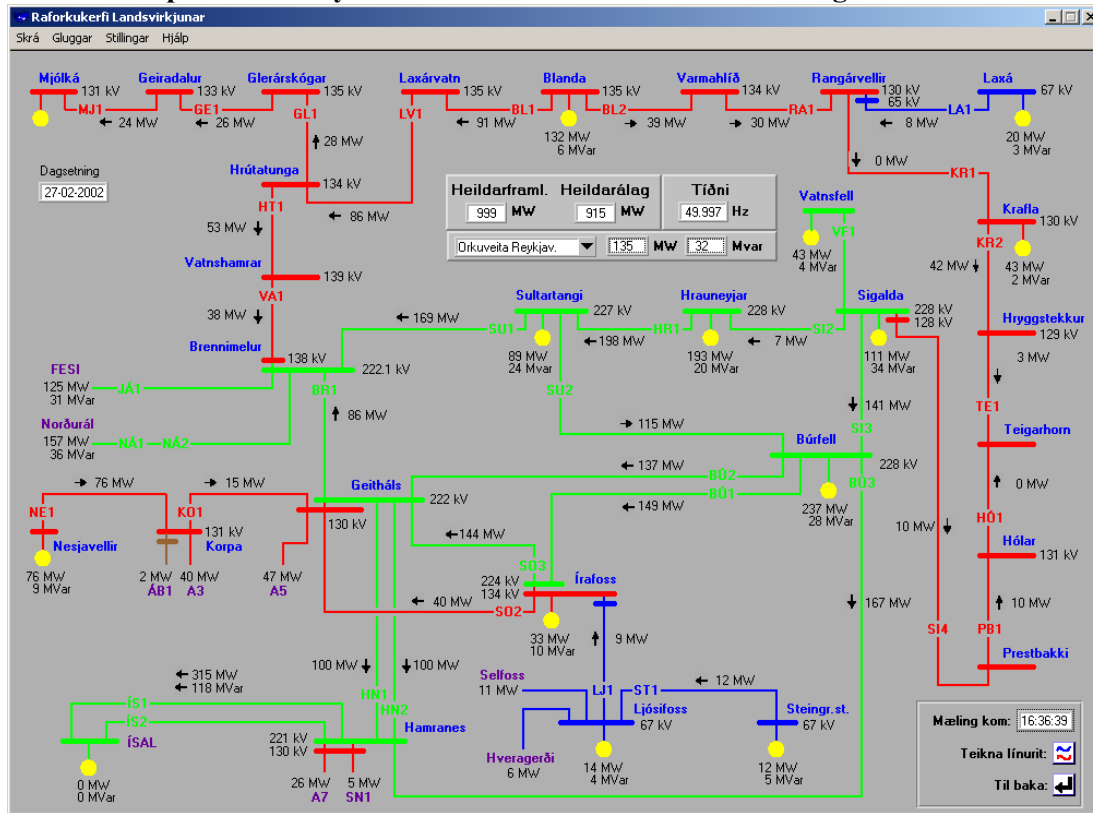 Raforkukerfi Landsvirkjunar
Skrá Gluggar Stillingar Hjálp
Mjólká Geiradalur Glerárskógar Laxárvatn Blanda Varmahlíð Rangárvellir Laxá
131 kV 133 kV 135 kV 135 kV 135 kV 134 kV 130 kV 67 kV
65 kV
MJ1 GE1 GL1 LV1 BL1 BL2 RA1 LA1
← 24 MW ← 26 MW ← 91 MW → 39 MW → 30 MW ← 8 MW
↑ 28 MW
132 MW
6 MVar
20 MW
3 MVar
↓ 0 MW
KR1
Dagsetning
27-02-2002
Hrútatunga
134 kV
HT1
← 86 MW
53 MW ↓
Heildarframl. Heildarálag Tíðni
999 MW 915 MW 49.997 Hz
Orkuveita Reykjav. 135 MW 32 Mvar
Vatnsfell
VF1
43 MW
4 MVar
Krafla
130 kV
KR2
42 MW ↓
43 MW
2 MVar
Vatnshamrar
139 kV
VA1
38 MW ↓
Sultartangi Hrauneyjar Sigalda
227 kV 228 kV 228 kV
128 kV
← 169 MW
SU1 HR1 SI2
← 198 MW ← 7 MW
89 MW
24 Mvar
193 MW
20 MVar
111 MW
34 MVar
Hryggstekkur
129 kV
3 MW
↓
Brennimelur
138 kV
222.1 kV
FESI
125 MW
31 MVar
JÁ1
BR1
SU2
↑ 86 MW
↓ 141 MW
SI3
TE1
Norðurál
157 MW
36 MVar
NÁ1 NÁ2
→ 115 MW
Búrfell
228 kV
← 137 MW BÚ2
← 149 MW BÚ1
BÚ3
237 MW
28 MVar
Teigarhorn
↑ 0 MW
HÓ1
→ 76 MW → 15 MW
NE1 KO1
Geitháls
222 kV
130 kV
131 kV
Nesjavellir Korpa
76 MW
9 MVar
2 MW 40 MW 47 MW
ÁB1 A3 A5
← 144 MW
SO3
10 MW ↓
Hólar
131 kV
224 kV
134 kV
Írafoss
← 40 MW
SO2
33 MW
10 MVar
↑ 9 MW
↓ 167 MW
SI4
↑ 10 MW
PB1
Prestbakki
100 MW ↓ ↓ 100 MW
HN1
HN2
← 315 MW
← 118 MVar
ÍS1
ÍS2
ÍSAL
0 MW
0 MVar
221 kV
130 kV
Hamranes
26 MW 5 MW
A7 SN1
Selfoss
11 MW
← 12 MW
LJ1 ST1
Ljósifoss
67 kV
Steingr.st.
67 kV
Hveragerði
6 MW
14 MW
4 MVar
12 MW
5 MVar
Mæling kom: 16:36:39
Teikna línurit:
Til baka: